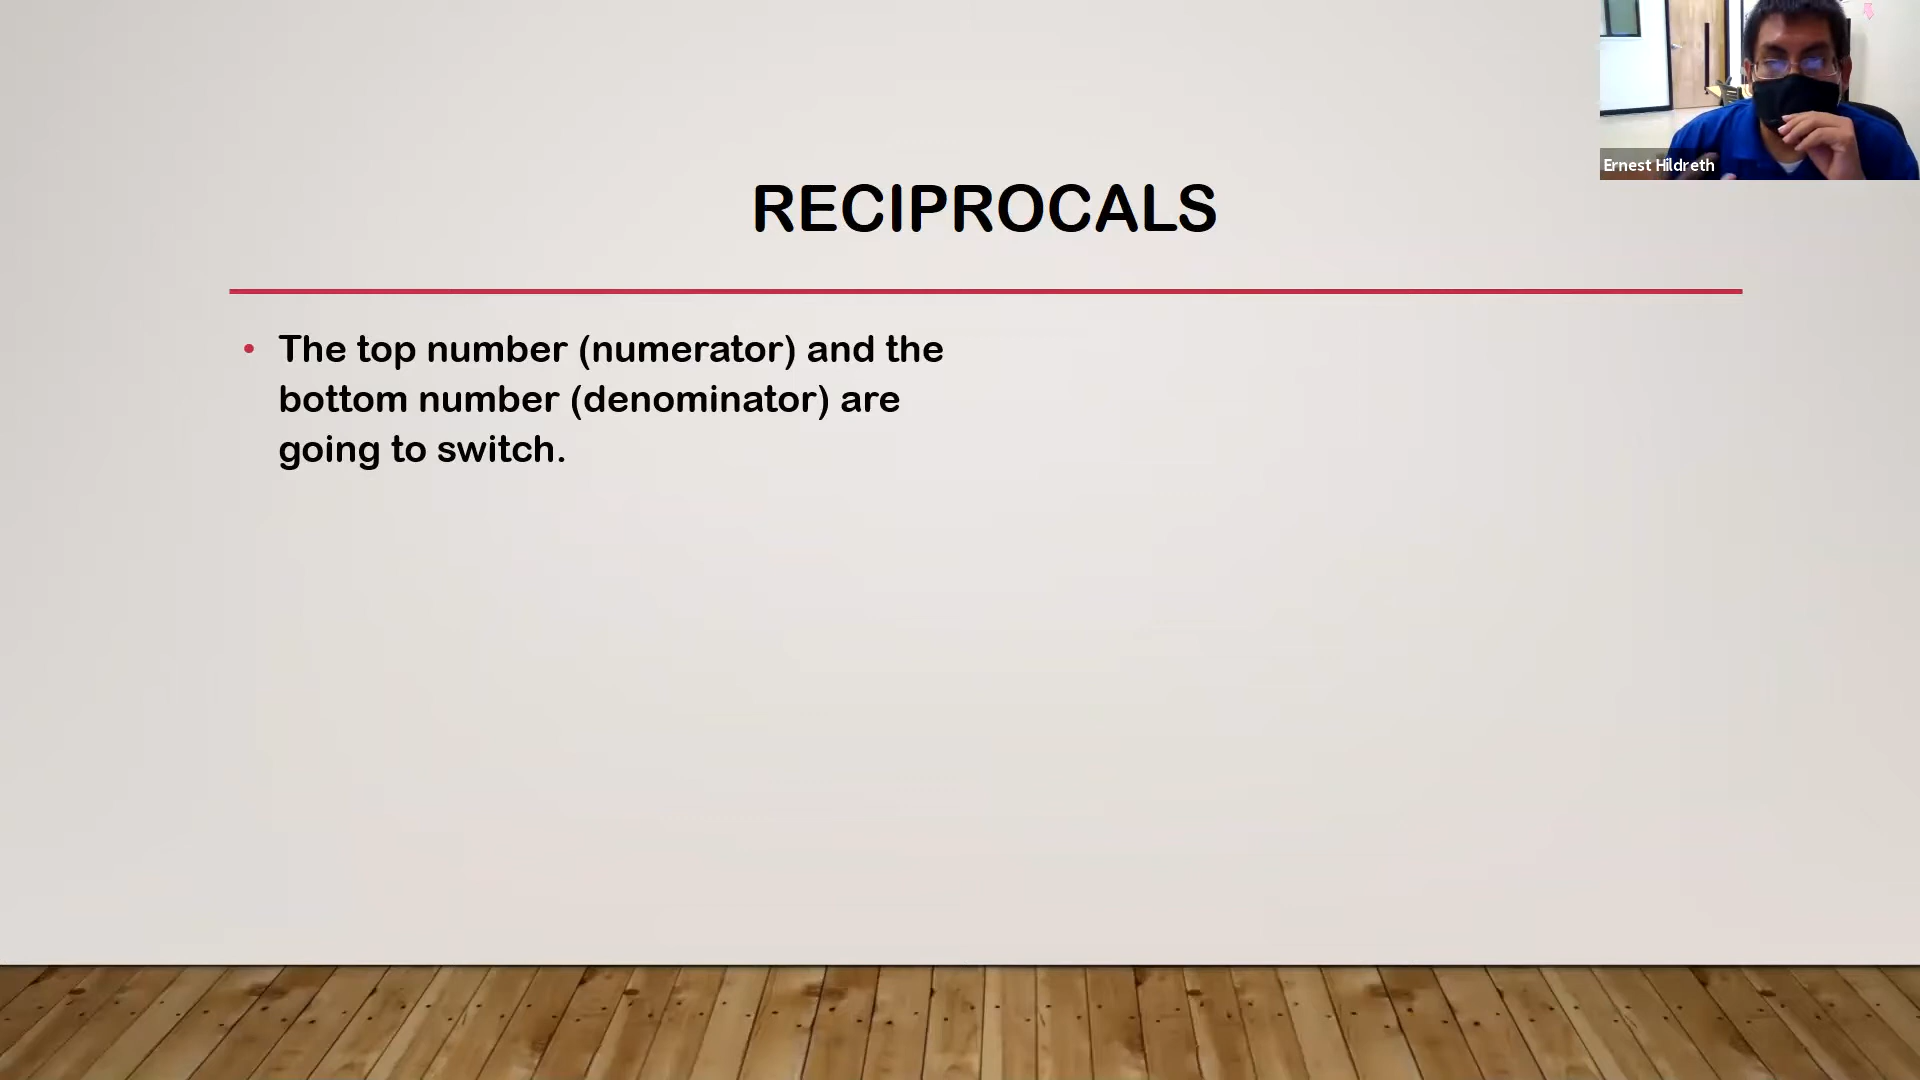 Ernest Hildreth
RECIPROCALS
• The top number (numerator) and the
bottom number (denominator) are
going to switch.